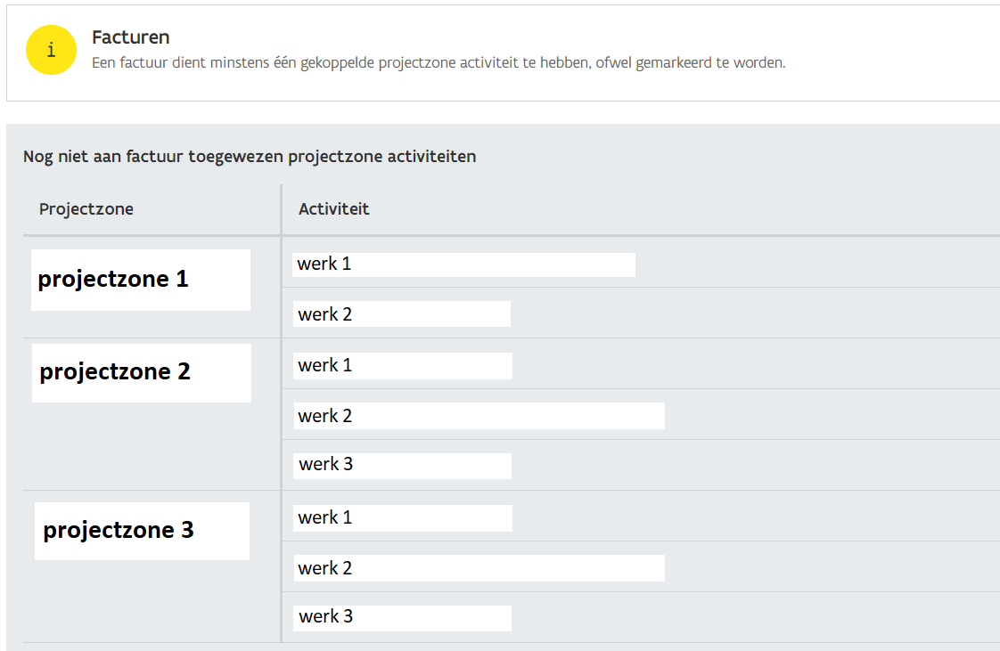 i
Facturen
Een factuur dient minstens één gekoppelde projectzone activiteit te hebben, ofwel gemarkeerd te worden.
Nog niet aan factuur toegewezen projectzone activiteiten
Projectzone Activiteit
projectzone 1
werk 1
werk 2
projectzone 2
werk 1
werk 2
werk 3
projectzone 3
werk 1
werk 2
werk 3